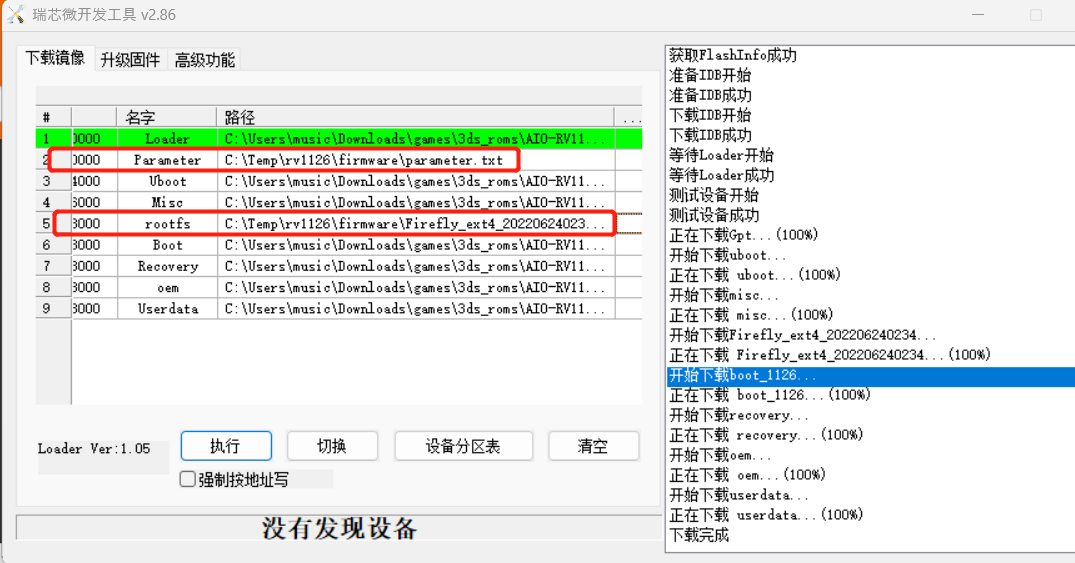 瑞芯微开发工具 v2.86
下载镜像 升级固件 高级功能
# 名字 路径 ...
1 0000 Loader C:\Users\music\Downloads\games\3ds_roms\AIO-RV11...
2 0000 Parameter C:\Temp\rv1126\firmware\parameter.txt
3 4000 Uboot C:\Users\music\Downloads\games\3ds_roms\AIO-RV11...
4 6000 Misc C:\Users\music\Downloads\games\3ds_roms\AIO-RV11...
5 8000 rootfs C:\Temp\rv1126\firmware\Firefly_ext4_20220624023...
6 8000 Boot C:\Users\music\Downloads\games\3ds_roms\AIO-RV11...
7 8000 Recovery C:\Users\music\Downloads\games\3ds_roms\AIO-RV11...
8 8000 oem C:\Users\music\Downloads\games\3ds_roms\AIO-RV11...
9 8000 Userdata C:\Users\music\Downloads\games\3ds_roms\AIO-RV11...
Loader Ver:1.05 执行 切换 设备分区表 清空
强制按地址写
没有发现设备
获取FlashInfo成功
准备IDB开始
准备IDB成功
下载IDB开始
下载IDB成功
等待Loader开始
等待Loader成功
测试设备开始
测试设备成功
正在下载Gpt...(100%)
开始下载uboot...
正在下载 uboot...(100%)
开始下载misc...
正在下载 misc...(100%)
开始下载Firefly_ext4_202206240234...
正在下载 Firefly_ext4_202206240234...(100%)
开始下载boot_1126...
正在下载 boot_1126...(100%)
开始下载recovery...
正在下载 recovery...(100%)
开始下载oem...
正在下载 oem...(100%)
开始下载userdata...
正在下载 userdata...(100%)
下载完成